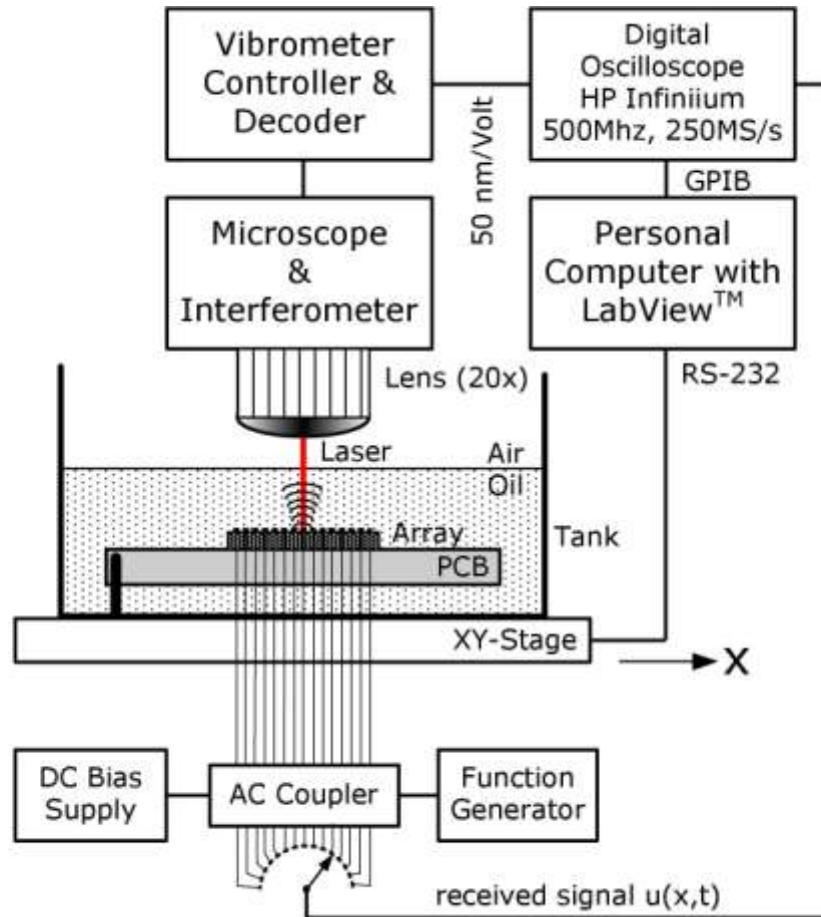 Vibrometer
Controller &
Decoder
Digital
Oscilloscope
HP Infiniium
500Mhz, 250MS/s
50 nm/Volt
GPIB
Microscope
&
Interferometer
Personal
Computer with
LabView™
Lens (20x)
RS-232
Laser
Air
Oil
Array
Tank
PCB
XY-Stage
X
DC Bias
Supply
AC Coupler
Function
Generator
received signal u(x,t)